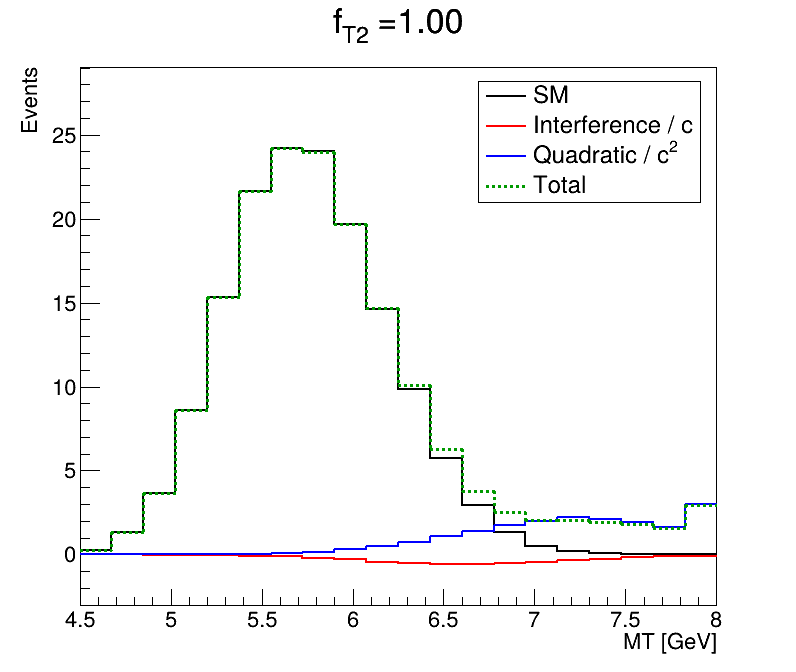 f_T2 =1.00
Events
SM
Interference / c
Quadratic / c²
Total
25
20
15
10
5
0
4.5 5 5.5 6 6.5 7 7.5 8
MT [GeV]